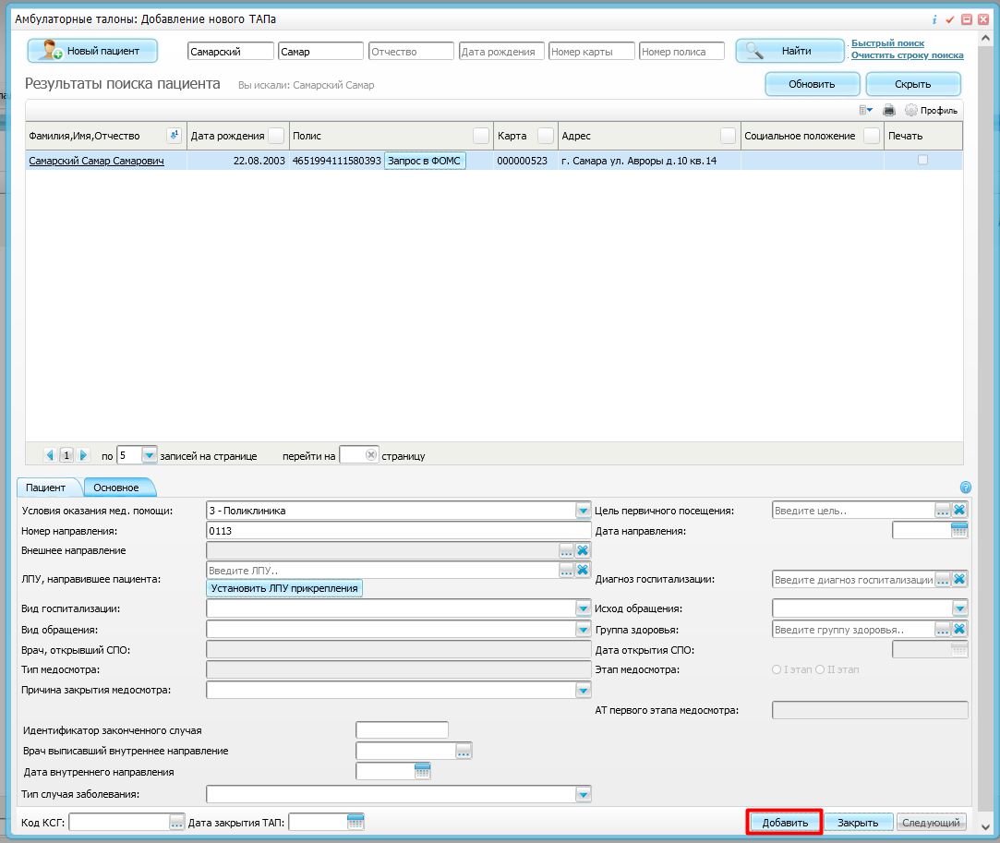 Амбулаторные талоны: Добавление нового ТАПа
Новый пациент Самарский Самар Отчество Дата рождения Номер карты Номер полиса Найти Быстрый поиск
Очистить строку поиска
Результаты поиска пациента Вы искали: Самарский Самар Обновить Скрыть
Профиль
Фамилия,Имя,Отчество Дата рождения Полис Карта Адрес Социальное положение Печать
Самарский Самар Самарович 22.08.2003 4651994111580393 Запрос в ФОМС 000000523 г. Самара ул. Авроры д.10 кв.14
1 по 5 записей на странице перейти на страницу
Пациент Основное
Условия оказания мед. помощи: 3 - Поликлиника Цель первичного посещения: Введите цель..
Номер направления: 0113 Дата направления:
Внешнее направление
ЛПУ, направившее пациента: Введите ЛПУ..
Установить ЛПУ прикрепления Диагноз госпитализации: Введите диагноз госпитализации
Вид госпитализации: Исход обращения:
Вид обращения: Группа здоровья: Введите группу здоровья..
Врач, открывший СПО: Дата открытия СПО:
Тип медосмотра: Этап медосмотра: I этап II этап
Причина закрытия медосмотра:
АТ первого этапа медосмотра:
Идентификатор законченного случая
Врач выписавший внутреннее направление
Дата внутреннего направления
Тип случая заболевания:
Код КСГ: Дата закрытия ТАП: Добавить Закрыть Следующий